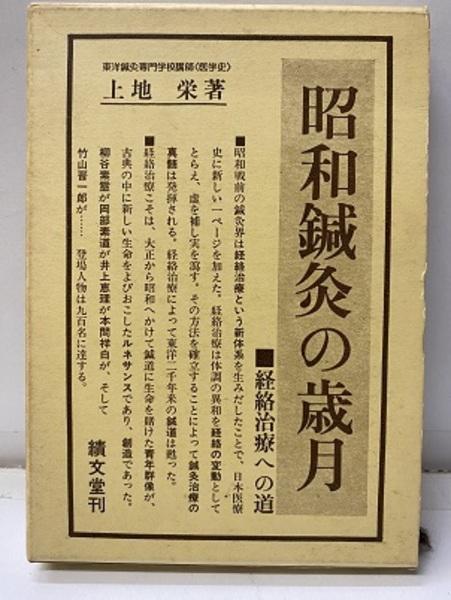 昭和鍼灸の歳月
■経絡治療への道
東洋鍼灸専門学校講師〈医学史〉
上地 栄著
■昭和戦前の鍼灸界は経絡治療という新体系を生みだしたことで、日本医療
史に新しい一ページを加えた。経絡治療は体調の異和を経絡の変動として
とらえ、虚を補し実を瀉す。その方法を確立することによって鍼灸治療の
真髄は発揮される。経絡治療によって東洋二千年来の鍼道は甦った。
■経絡治療こそは、大正から昭和へかけて鍼道に生命を賭けた青年群像が、
古典の中に新しい生命をよびおこしたルネサンスであり、創造であった。
柳谷素霊が岡部素道が井上恵理が本間祥白が、そして
竹山晋一郎が…… 登場人物は九百名に達する。
績文堂刊